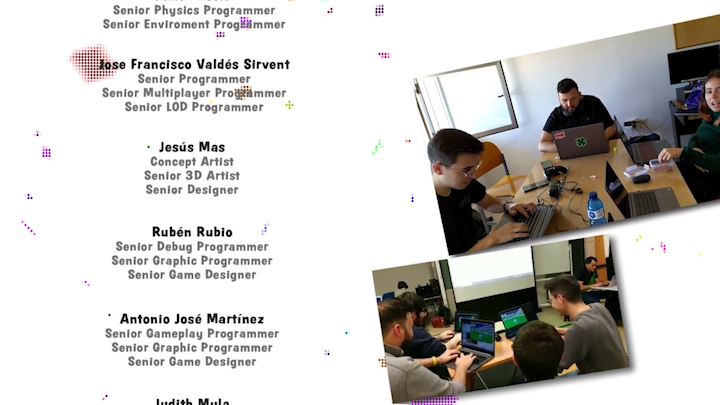 Senior Physics Programmer
Senior Enviroment Programmer
Jose Francisco Valdés Sirvent
Senior Programmer
Senior Multiplayer Programmer
Senior LOD Programmer
Jesús Mas
Concept Artist
Senior 3D Artist
Senior Designer
Rubén Rubio
Senior Debug Programmer
Senior Graphic Programmer
Senior Game Designer
Antonio José Martínez
Senior Gameplay Programmer
Senior Graphic Programmer
Senior Game Designer
Judith Mula